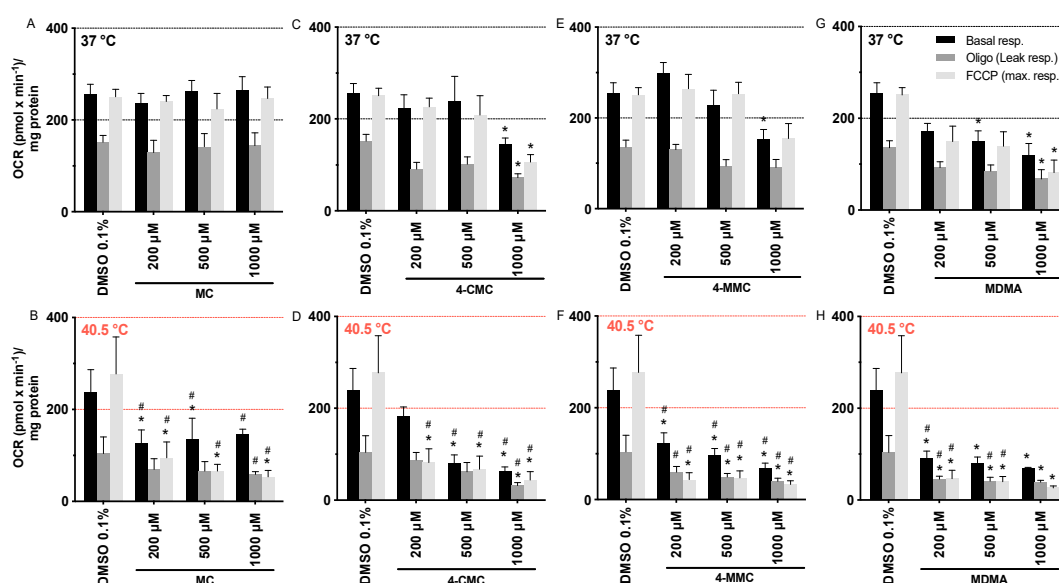 A
37 °C
400
200
0
OCR (pmol x min⁻¹)/
mg protein
DMSO 0.1%
200 µM
500 µM
1000 µM
MC
C
37 °C
400
200
0
* * *
DMSO 0.1%
200 µM
500 µM
1000 µM
4-CMC
E
37 °C
400
200
0
*
DMSO 0.1%
200 µM
500 µM
1000 µM
4-MMC
G
37 °C
400
200
0
Basal resp.
Oligo (Leak resp.)
FCCP (max. resp.)
* * * *
DMSO 0.1%
200 µM
500 µM
1000 µM
MDMA
B
40.5 °C
400
200
0
OCR (pmol x min⁻¹)/
mg protein
# # # # # # #
* * * * * * *
DMSO 0.1%
200 µM
500 µM
1000 µM
MC
D
40.5 °C
400
200
0
# # # # # #
* * * * * *
DMSO 0.1%
200 µM
500 µM
1000 µM
4-CMC
F
40.5 °C
400
200
0
# # # # # # # # #
* * * * * * * * *
DMSO 0.1%
200 µM
500 µM
1000 µM
4-MMC
H
40.5 °C
400
200
0
# # # # #
* * * * * * * * *
DMSO 0.1%
200 µM
500 µM
1000 µM
MDMA